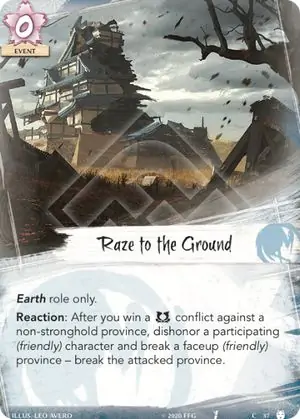 0
EVENT
Raze to the Ground
Earth role only.
Reaction: After you win a conflict against a
non-stronghold province, dishonor a participating
(friendly) character and break a faceup (friendly)
province – break the attacked province.
ILLUS. LEO AVERO
© 2020 FFG
C 37